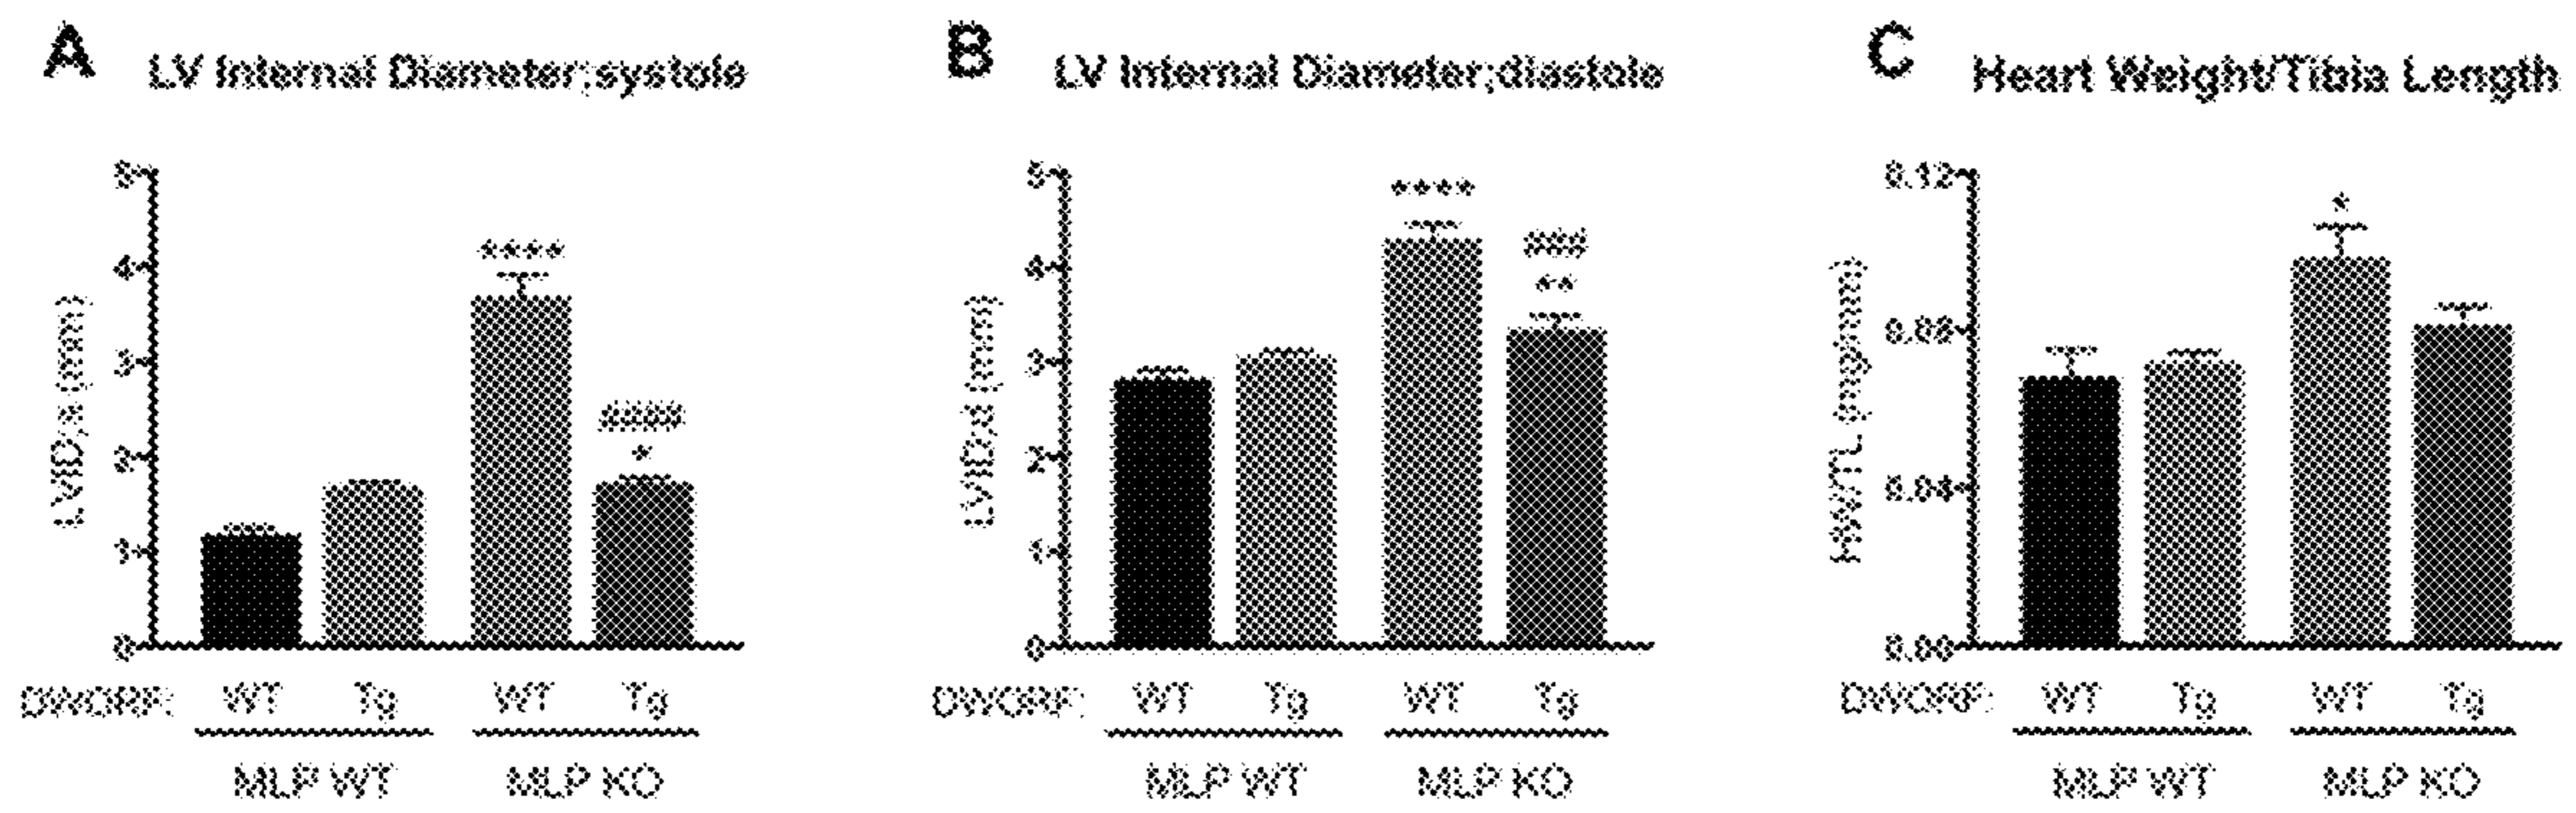 A LV Internal Diameter;systole
5
4
3
2
1
0
LVID;s (mm)
****
####
*
DWORF: WT Tg WT Tg
MLP WT MLP KO
B LV Internal Diameter;diastole
5
4
3
2
1
0
LVID;d (mm)
****
###
**
DWORF: WT Tg WT Tg
MLP WT MLP KO
C Heart Weight/Tibia Length
0.12
0.08
0.04
0.00
HW/TL (mg/mm)
*
DWORF: WT Tg WT Tg
MLP WT MLP KO